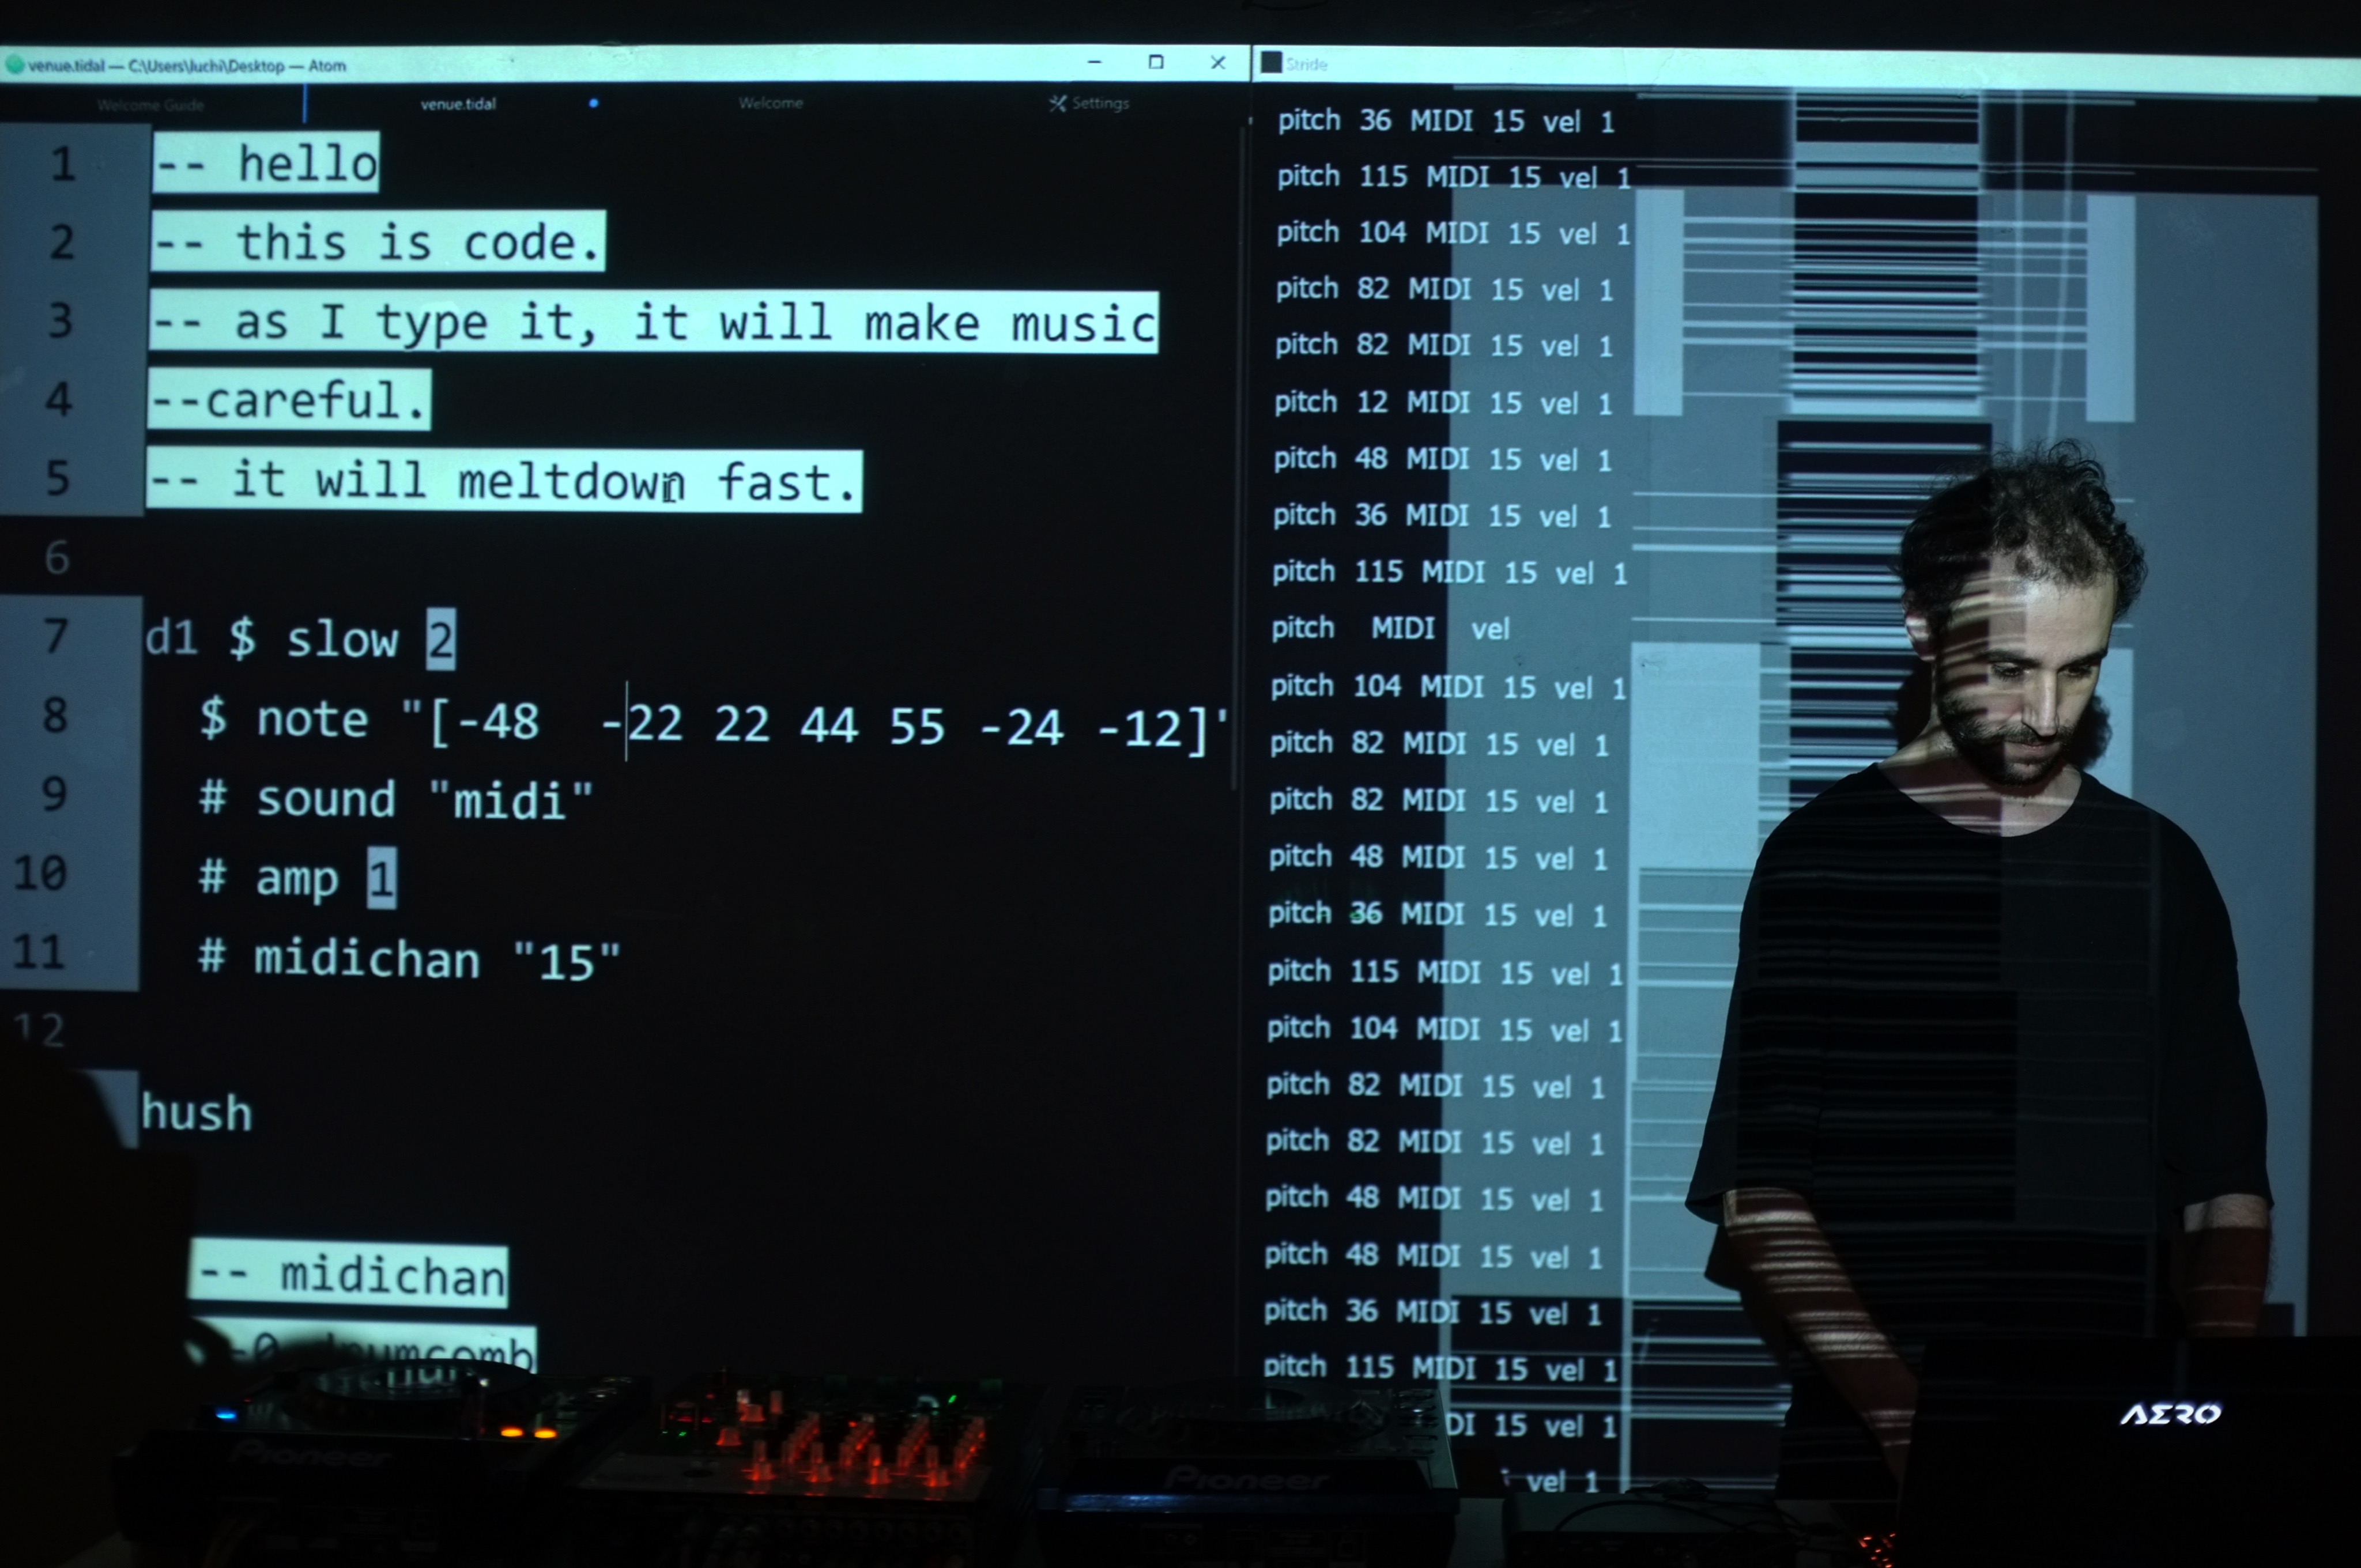 venue.tidal — C:\Users\luchi\Desktop — Atom
Welcome Guide venue.tidal Welcome Settings
1 -- hello
2 -- this is code.
3 -- as I type it, it will make music
4 --careful.
5 -- it will meltdown fast.
6
7 d1 $ slow 2
8 $ note "[-48 -22 22 44 55 -24 -12]"
9 # sound "midi"
10 # amp 1
11 # midichan "15"
12
hush
-- midichan
Stride
pitch 36 MIDI 15 vel 1
pitch 115 MIDI 15 vel 1
pitch 104 MIDI 15 vel 1
pitch 82 MIDI 15 vel 1
pitch 82 MIDI 15 vel 1
pitch 12 MIDI 15 vel 1
pitch 48 MIDI 15 vel 1
pitch 36 MIDI 15 vel 1
pitch 115 MIDI 15 vel 1
pitch MIDI vel
pitch 104 MIDI 15 vel 1
pitch 82 MIDI 15 vel 1
pitch 82 MIDI 15 vel 1
pitch 48 MIDI 15 vel 1
pitch 36 MIDI 15 vel 1
pitch 115 MIDI 15 vel 1
pitch 104 MIDI 15 vel 1
pitch 82 MIDI 15 vel 1
pitch 82 MIDI 15 vel 1
pitch 48 MIDI 15 vel 1
pitch 48 MIDI 15 vel 1
pitch 36 MIDI 15 vel 1
pitch 115 MIDI 15 vel 1
DI 15 vel 1
vel 1
Pioneer
Pioneer
AERO